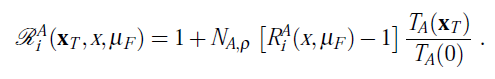 ℛ_i^A(𝐱_T, x, μ_F) = 1 + N_{A,ρ} [R_i^A(x, μ_F) − 1] T_A(𝐱_T) / T_A(0) .